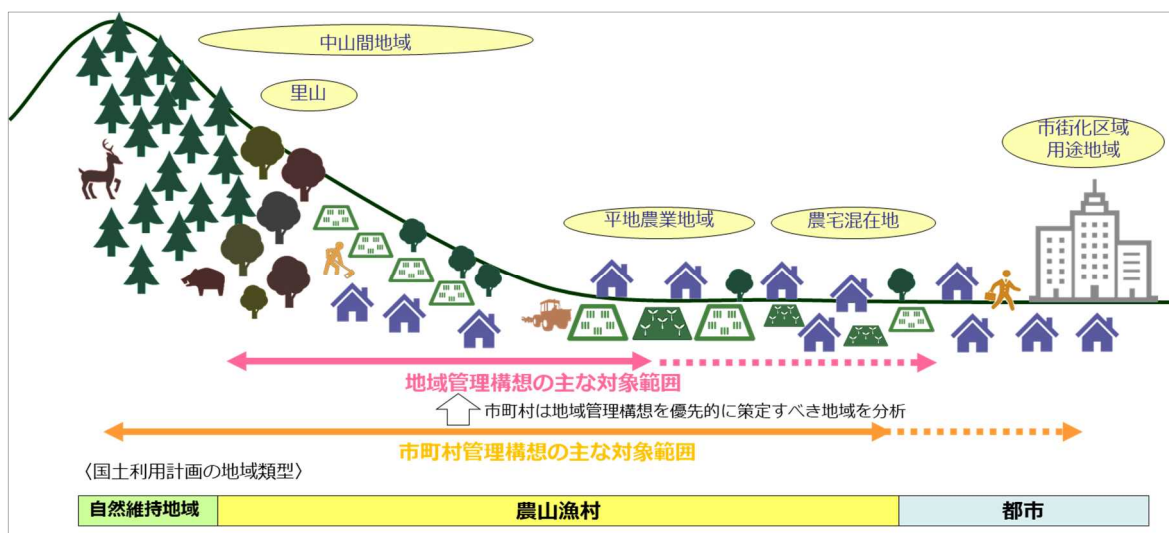 中山間地域
里山
市街化区域
用途地域
平地農業地域
農宅混在地
地域管理構想の主な対象範囲
市町村は地域管理構想を優先的に策定すべき地域を分析
市町村管理構想の主な対象範囲
〈国土利用計画の地域類型〉
自然維持地域
農山漁村
都市